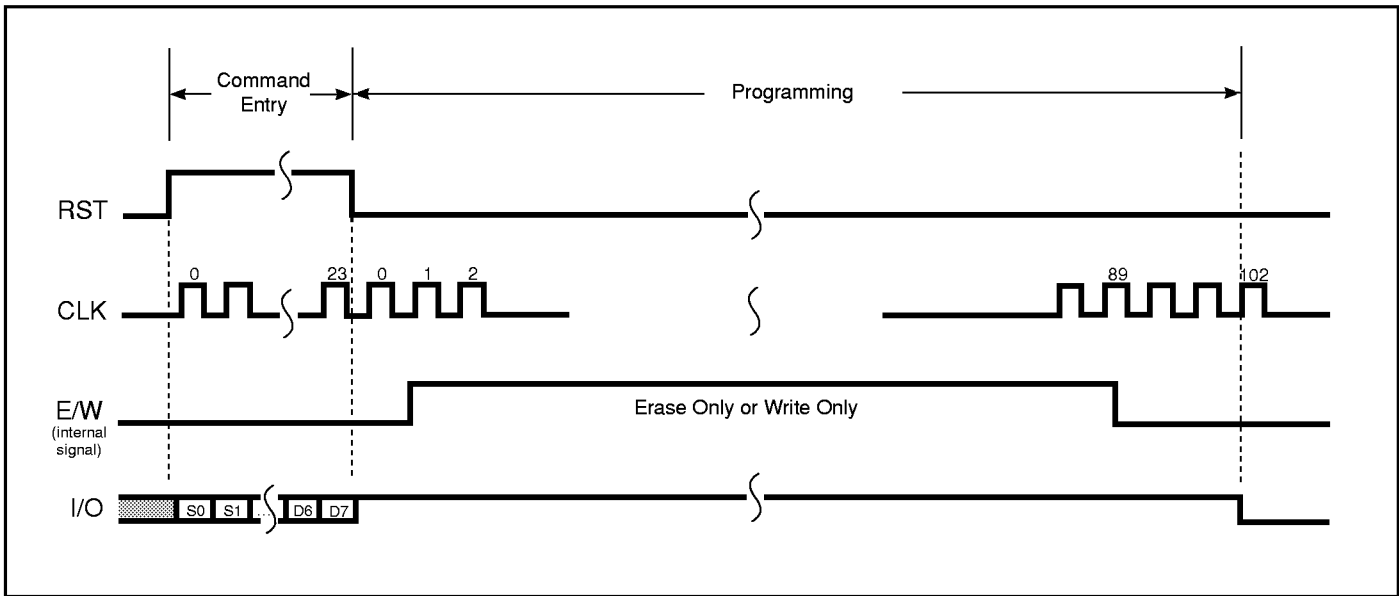 Command
Entry
Programming
RST
CLK
0
23
0
1
2
89
102
E/W
(internal
signal)
Erase Only or Write Only
I/O
S0
S1
...
D6
D7